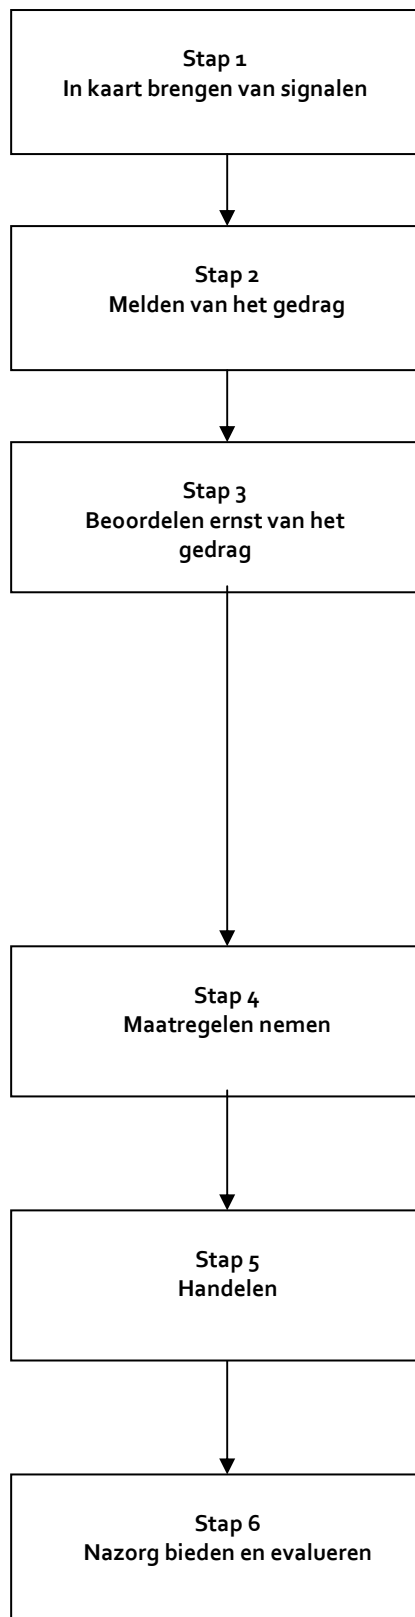 Stap 1
In kaart brengen van signalen
Stap 2
Melden van het gedrag
Stap 3
Beoordelen ernst van het
gedrag
Stap 4
Maatregelen nemen
Stap 5
Handelen
Stap 6
Nazorg bieden en evalueren